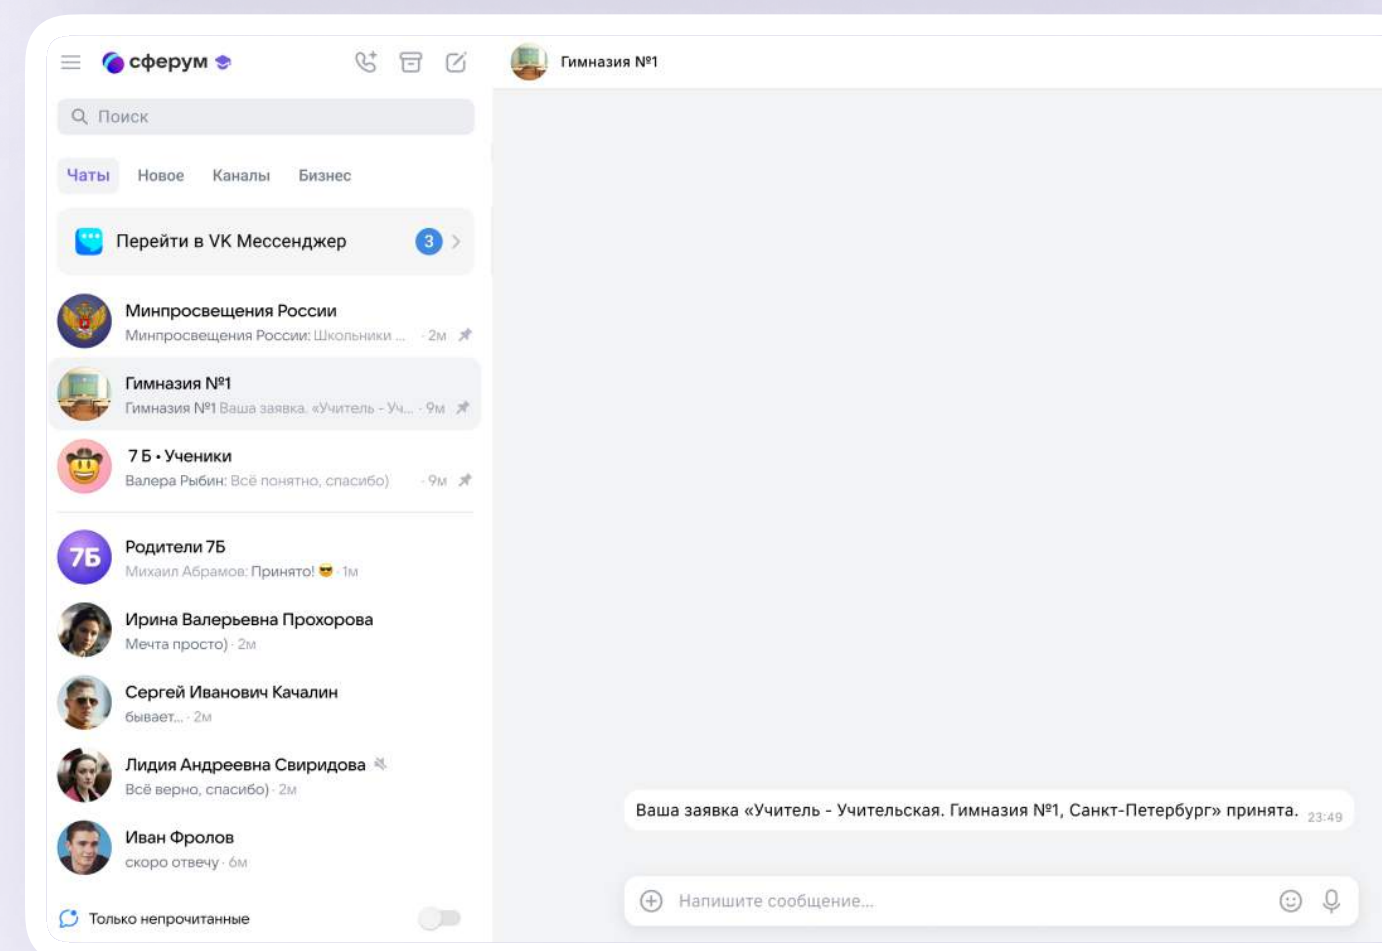 сферум
Гимназия №1
Поиск
Чаты Новое Каналы Бизнес
Перейти в VK Мессенджер 3
Минпросвещения России
Минпросвещения России: Школьники ... · 2м
Гимназия №1
Гимназия №1 Ваша заявка. «Учитель - Уч... · 9м
7 Б • Ученики
Валера Рыбин: Всё понятно, спасибо) · 9м
7Б
Родители 7Б
Михаил Абрамов: Принято! 😎 · 1м
Ирина Валерьевна Прохорова
Мечта просто) · 2м
Сергей Иванович Качалин
бывает... · 2м
Лидия Андреевна Свиридова
Всё верно, спасибо) · 2м
Иван Фролов
скоро отвечу · 6м
Только непрочитанные
Ваша заявка «Учитель - Учительская. Гимназия №1, Санкт-Петербург» принята. 23:49
Напишите сообщение...